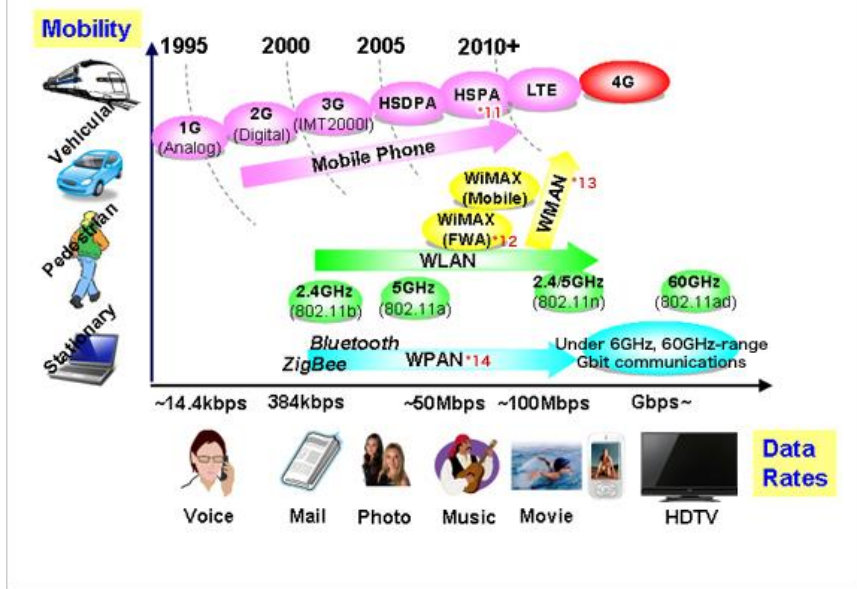 Mobility
1995
2000
2005
2010+
1G
(Analog)
2G
(Digital)
3G
(IMT2000I)
HSDPA
HSPA
*11
LTE
4G
Mobile Phone
Vehicular
WiMAX
(Mobile)
WMAN
*13
WiMAX
(FWA)*12
Pedestrian
WLAN
2.4GHz
(802.11b)
5GHz
(802.11a)
2.4/5GHz
(802.11n)
60GHz
(802.11ad)
Stationary
Bluetooth
ZigBee
WPAN *14
Under 6GHz, 60GHz-range
Gbit communications
~14.4kbps
384kbps
~50Mbps
~100Mbps
Gbps~
Voice
Mail
Photo
Music
Movie
HDTV
Data
Rates